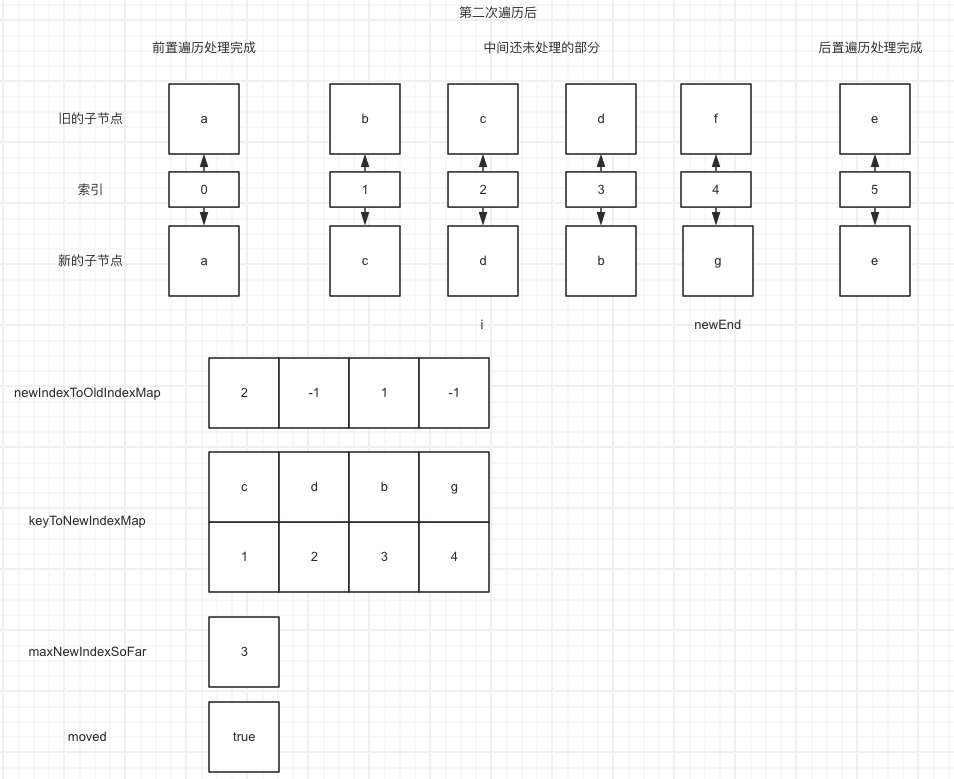 第二次遍历后
前置遍历处理完成 中间还未处理的部分 后置遍历处理完成
旧的子节点 a b c d f e
索引 0 1 2 3 4 5
新的子节点 a c d b g e
i newEnd
newIndexToOldIndexMap 2 -1 1 -1
keyToNewIndexMap
c d b g
1 2 3 4
maxNewIndexSoFar 3
moved true